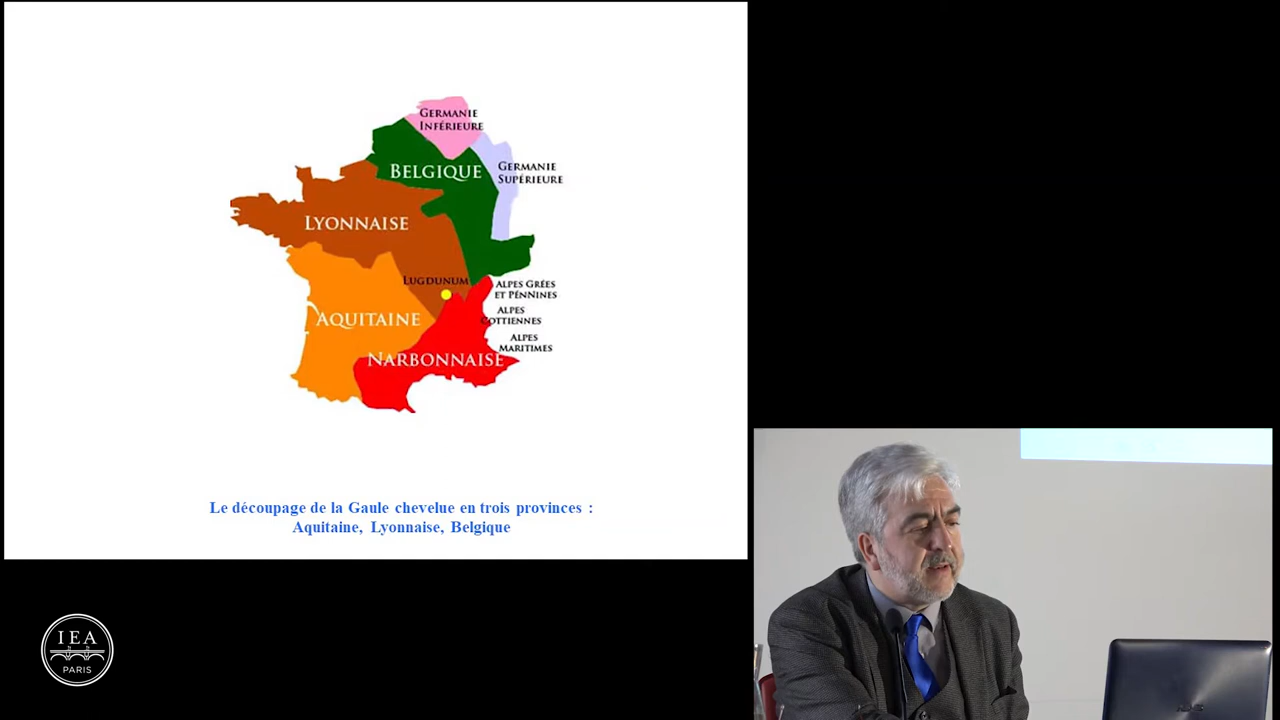 GERMANIE
INFÉRIEURE
BELGIQUE
GERMANIE
SUPÉRIEURE
LYONNAISE
LUGDUNUM
ALPES GRÉES
ET PENNINES
ALPES
COTTIENNES
AQUITAINE
ALPES
MARITIMES
NARBONNAISE
Le découpage de la Gaule chevelue en trois provinces :
Aquitaine, Lyonnaise, Belgique
IEA
PARIS